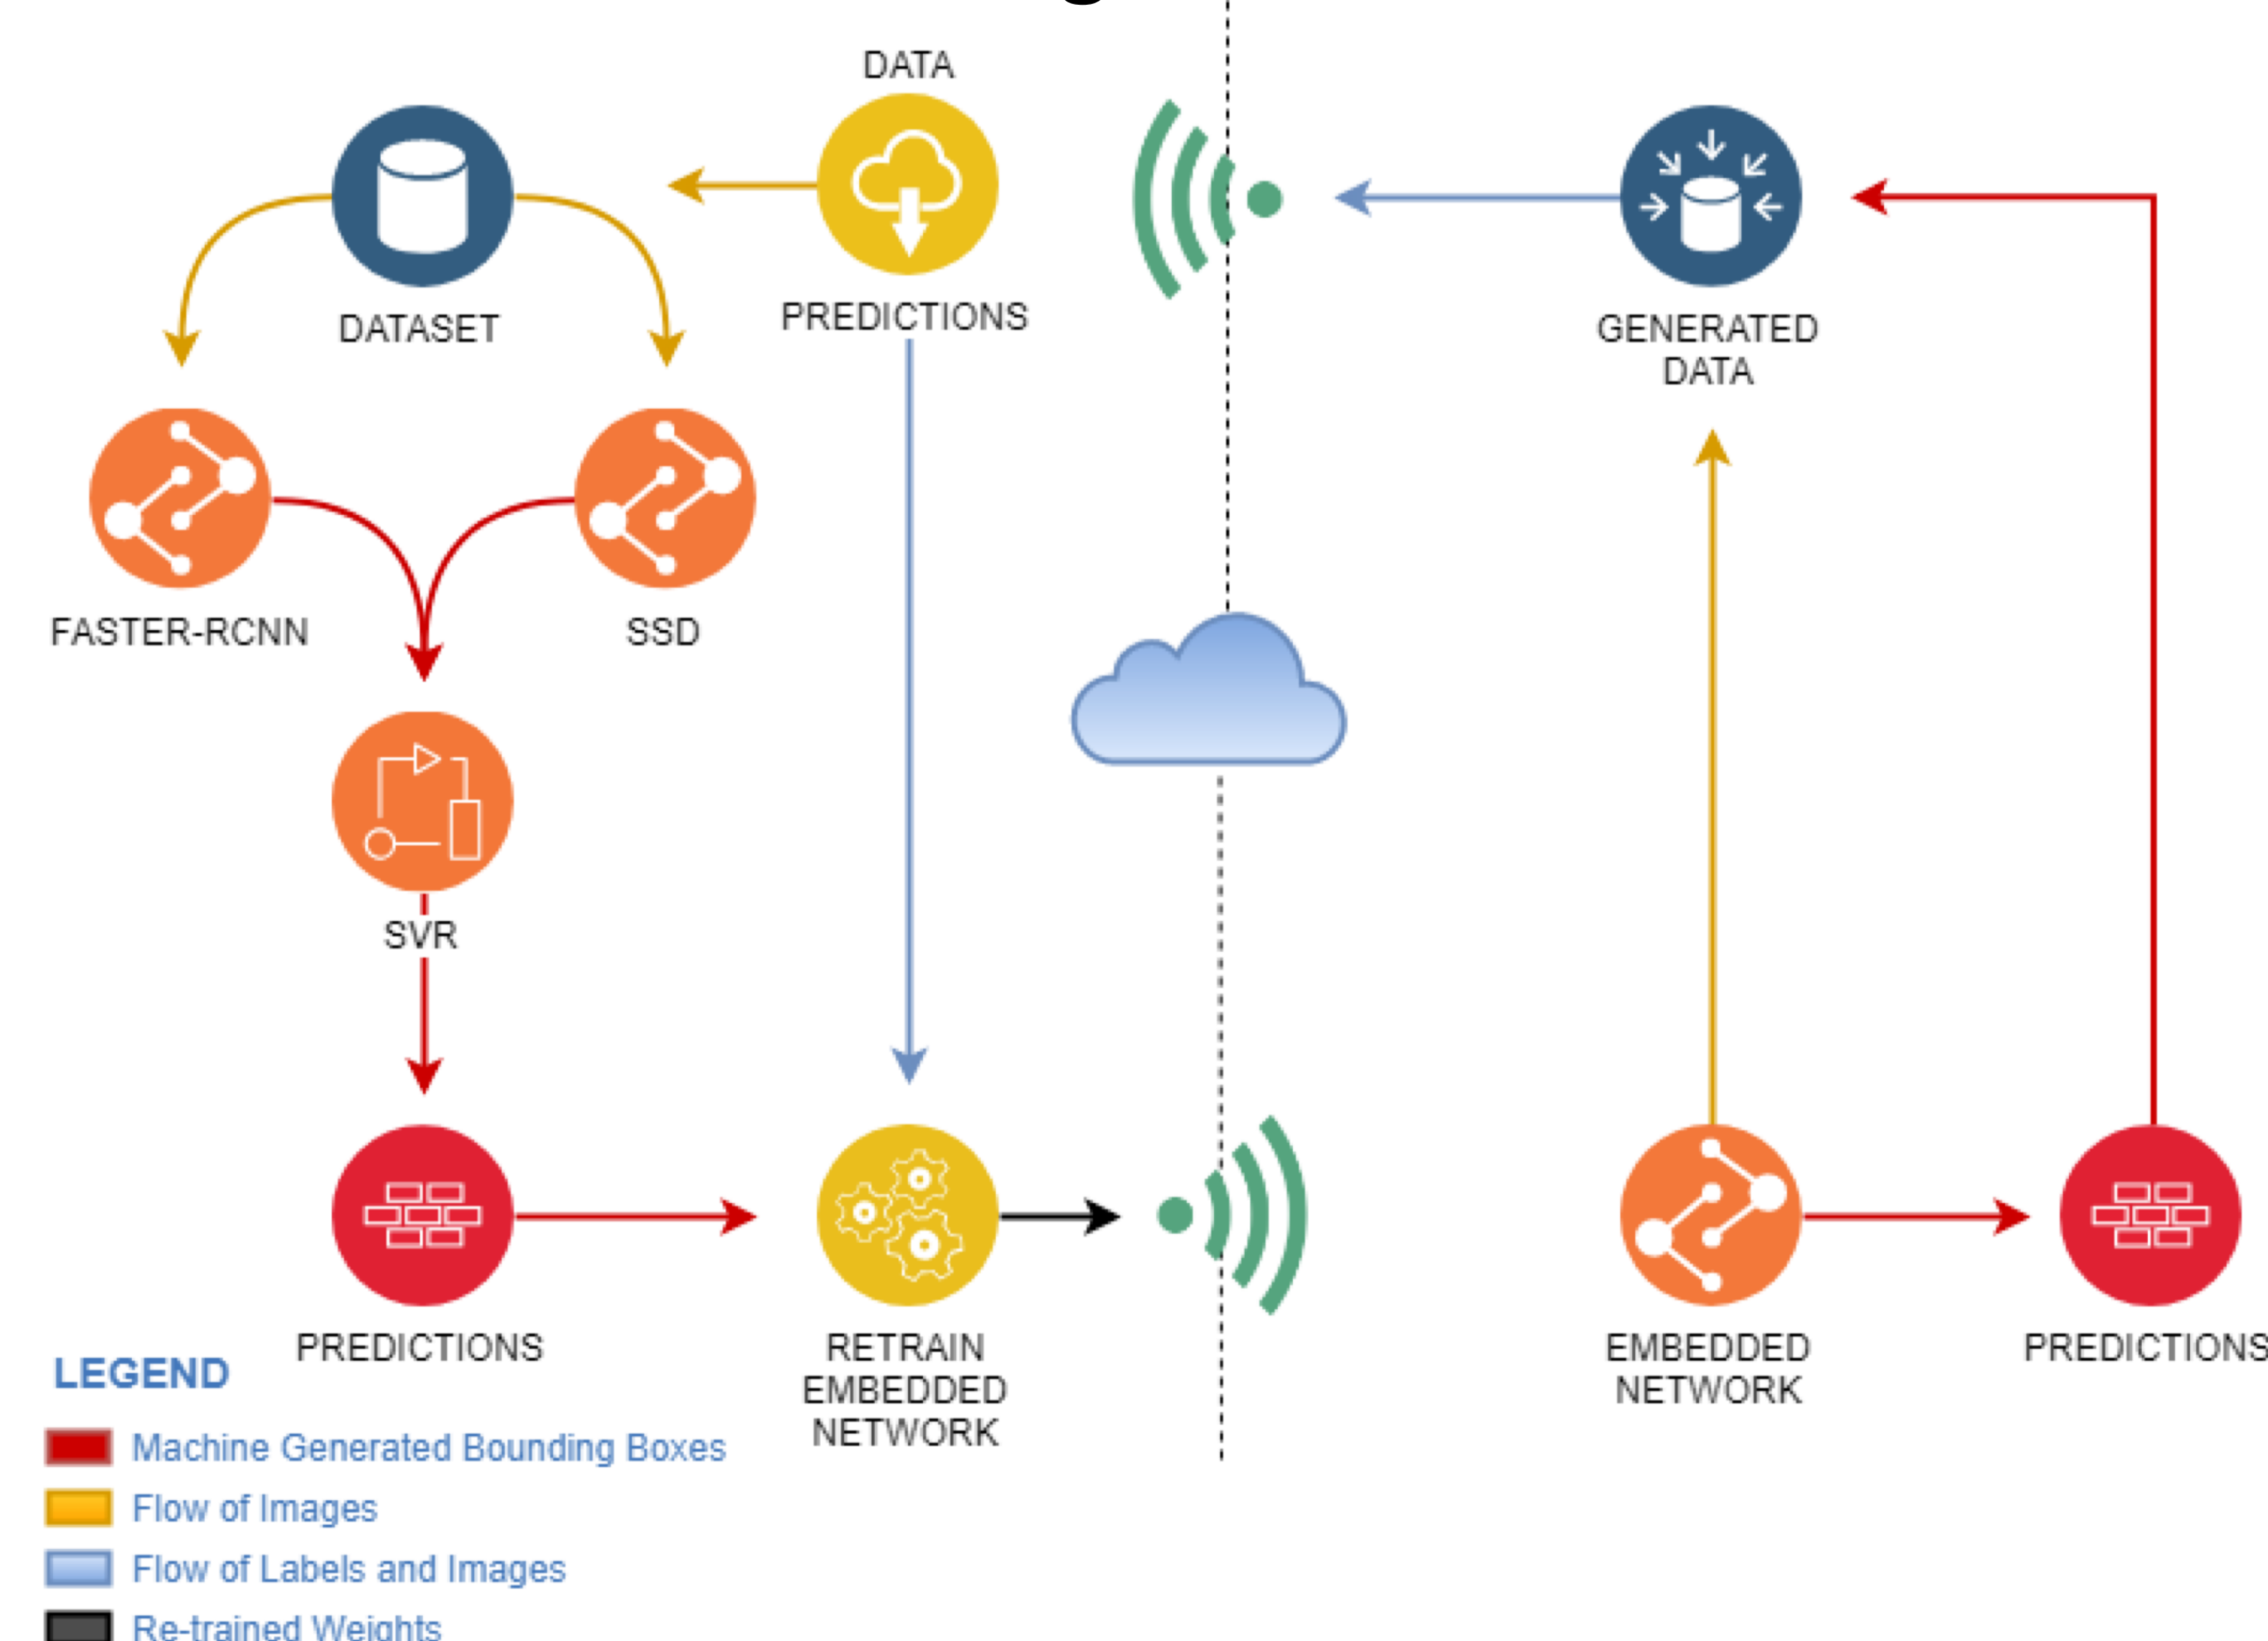 DATA
DATASET
PREDICTIONS
GENERATED
DATA
FASTER-RCNN
SSD
SVR
PREDICTIONS
RETRAIN
EMBEDDED
NETWORK
EMBEDDED
NETWORK
PREDICTIONS
LEGEND
Machine Generated Bounding Boxes
Flow of Images
Flow of Labels and Images
Re-trained Weights